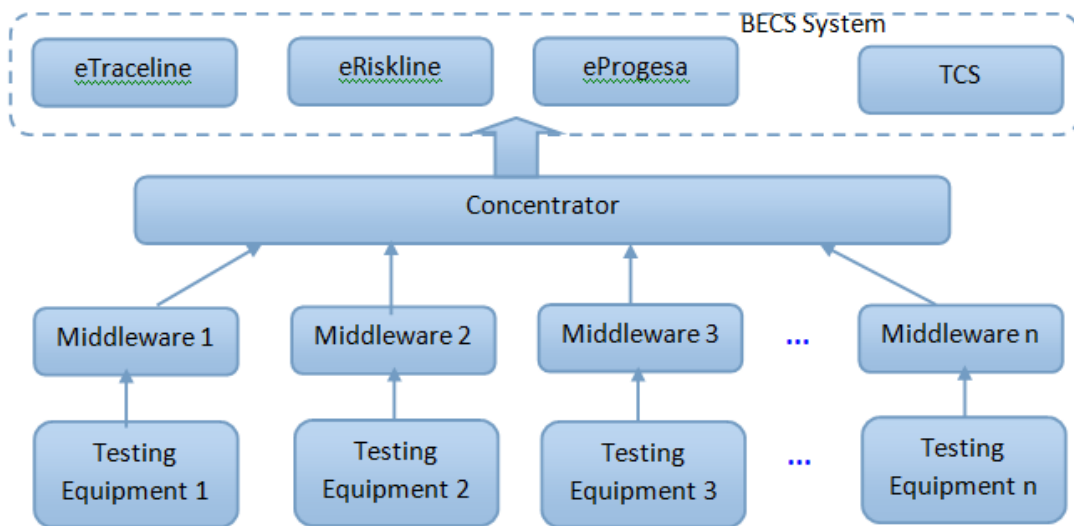 BECS System
eTraceline
eRiskline
eProgesa
TCS
Concentrator
Middleware 1
Middleware 2
Middleware 3
...
Middleware n
Testing
Equipment 1
Testing
Equipment 2
Testing
Equipment 3
...
Testing
Equipment n